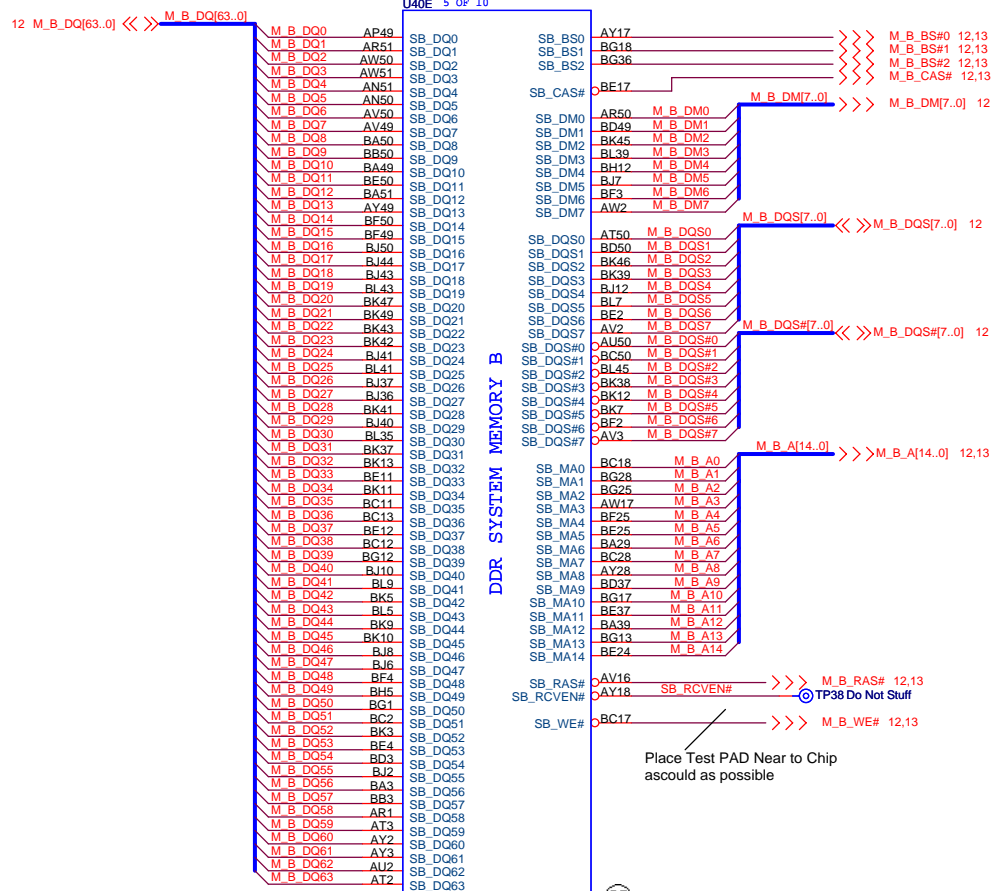 U40E 5 OF 10
12 M_B_DQ[63..0] M_B_DQ[63..0]
M_B_DQ0 AP49 SB_DQ0
M_B_DQ1 AR51 SB_DQ1
M_B_DQ2 AW50 SB_DQ2
M_B_DQ3 AW51 SB_DQ3
M_B_DQ4 AN51 SB_DQ4
M_B_DQ5 AN50 SB_DQ5
M_B_DQ6 AV50 SB_DQ6
M_B_DQ7 AV49 SB_DQ7
M_B_DQ8 BA50 SB_DQ8
M_B_DQ9 BB50 SB_DQ9
M_B_DQ10 BA49 SB_DQ10
M_B_DQ11 BE50 SB_DQ11
M_B_DQ12 BA51 SB_DQ12
M_B_DQ13 AY49 SB_DQ13
M_B_DQ14 BF50 SB_DQ14
M_B_DQ15 BF49 SB_DQ15
M_B_DQ16 BJ50 SB_DQ16
M_B_DQ17 BJ44 SB_DQ17
M_B_DQ18 BJ43 SB_DQ18
M_B_DQ19 BL43 SB_DQ19
M_B_DQ20 BK47 SB_DQ20
M_B_DQ21 BK49 SB_DQ21
M_B_DQ22 BK43 SB_DQ22
M_B_DQ23 BK42 SB_DQ23
M_B_DQ24 BJ41 SB_DQ24
M_B_DQ25 BL41 SB_DQ25
M_B_DQ26 BJ37 SB_DQ26
M_B_DQ27 BJ36 SB_DQ27
M_B_DQ28 BK41 SB_DQ28
M_B_DQ29 BJ40 SB_DQ29
M_B_DQ30 BL35 SB_DQ30
M_B_DQ31 BK37 SB_DQ31
M_B_DQ32 BK13 SB_DQ32
M_B_DQ33 BE11 SB_DQ33
M_B_DQ34 BK11 SB_DQ34
M_B_DQ35 BC11 SB_DQ35
M_B_DQ36 BC13 SB_DQ36
M_B_DQ37 BE12 SB_DQ37
M_B_DQ38 BC12 SB_DQ38
M_B_DQ39 BG12 SB_DQ39
M_B_DQ40 BJ10 SB_DQ40
M_B_DQ41 BL9 SB_DQ41
M_B_DQ42 BK5 SB_DQ42
M_B_DQ43 BL5 SB_DQ43
M_B_DQ44 BK9 SB_DQ44
M_B_DQ45 BK10 SB_DQ45
M_B_DQ46 BJ8 SB_DQ46
M_B_DQ47 BJ6 SB_DQ47
M_B_DQ48 BF4 SB_DQ48
M_B_DQ49 BH5 SB_DQ49
M_B_DQ50 BG1 SB_DQ50
M_B_DQ51 BC2 SB_DQ51
M_B_DQ52 BK3 SB_DQ52
M_B_DQ53 BE4 SB_DQ53
M_B_DQ54 BD3 SB_DQ54
M_B_DQ55 BJ2 SB_DQ55
M_B_DQ56 BA3 SB_DQ56
M_B_DQ57 BB3 SB_DQ57
M_B_DQ58 AR1 SB_DQ58
M_B_DQ59 AT3 SB_DQ59
M_B_DQ60 AY2 SB_DQ60
M_B_DQ61 AY3 SB_DQ61
M_B_DQ62 AU2 SB_DQ62
M_B_DQ63 AT2 SB_DQ63
DDR SYSTEM MEMORY B
SB_BS0 AY17 M_B_BS#0 12,13
SB_BS1 BG18 M_B_BS#1 12,13
SB_BS2 BG36 M_B_BS#2 12,13
SB_CAS# BE17 M_B_CAS# 12,13
M_B_DM[7..0] M_B_DM[7..0] 12
SB_DM0 AR50 M_B_DM0
SB_DM1 BD49 M_B_DM1
SB_DM2 BK45 M_B_DM2
SB_DM3 BL39 M_B_DM3
SB_DM4 BH12 M_B_DM4
SB_DM5 BJ7 M_B_DM5
SB_DM6 BF3 M_B_DM6
SB_DM7 AW2 M_B_DM7
M_B_DQS[7..0] M_B_DQS[7..0] 12
SB_DQS0 AT50 M_B_DQS0
SB_DQS1 BD50 M_B_DQS1
SB_DQS2 BK46 M_B_DQS2
SB_DQS3 BK39 M_B_DQS3
SB_DQS4 BJ12 M_B_DQS4
SB_DQS5 BL7 M_B_DQS5
SB_DQS6 BE2 M_B_DQS6
SB_DQS7 AV2 M_B_DQS7
M_B_DQS#[7..0] M_B_DQS#[7..0] 12
SB_DQS#0 AU50 M_B_DQS#0
SB_DQS#1 BC50 M_B_DQS#1
SB_DQS#2 BL45 M_B_DQS#2
SB_DQS#3 BK38 M_B_DQS#3
SB_DQS#4 BK12 M_B_DQS#4
SB_DQS#5 BK7 M_B_DQS#5
SB_DQS#6 BF2 M_B_DQS#6
SB_DQS#7 AV3 M_B_DQS#7
M_B_A[14..0] M_B_A[14..0] 12,13
SB_MA0 BC18 M_B_A0
SB_MA1 BG28 M_B_A1
SB_MA2 BG25 M_B_A2
SB_MA3 AW17 M_B_A3
SB_MA4 BF25 M_B_A4
SB_MA5 BE25 M_B_A5
SB_MA6 BA29 M_B_A6
SB_MA7 BC28 M_B_A7
SB_MA8 AY28 M_B_A8
SB_MA9 BD37 M_B_A9
SB_MA10 BG17 M_B_A10
SB_MA11 BE37 M_B_A11
SB_MA12 BA39 M_B_A12
SB_MA13 BG13 M_B_A13
SB_MA14 BE24 M_B_A14
SB_RAS# AV16 M_B_RAS# 12,13
SB_RCVEN# AY18 SB_RCVEN# TP38 Do Not Stuff
SB_WE# BC17 M_B_WE# 12,13
Place Test PAD Near to Chip
ascould as possible